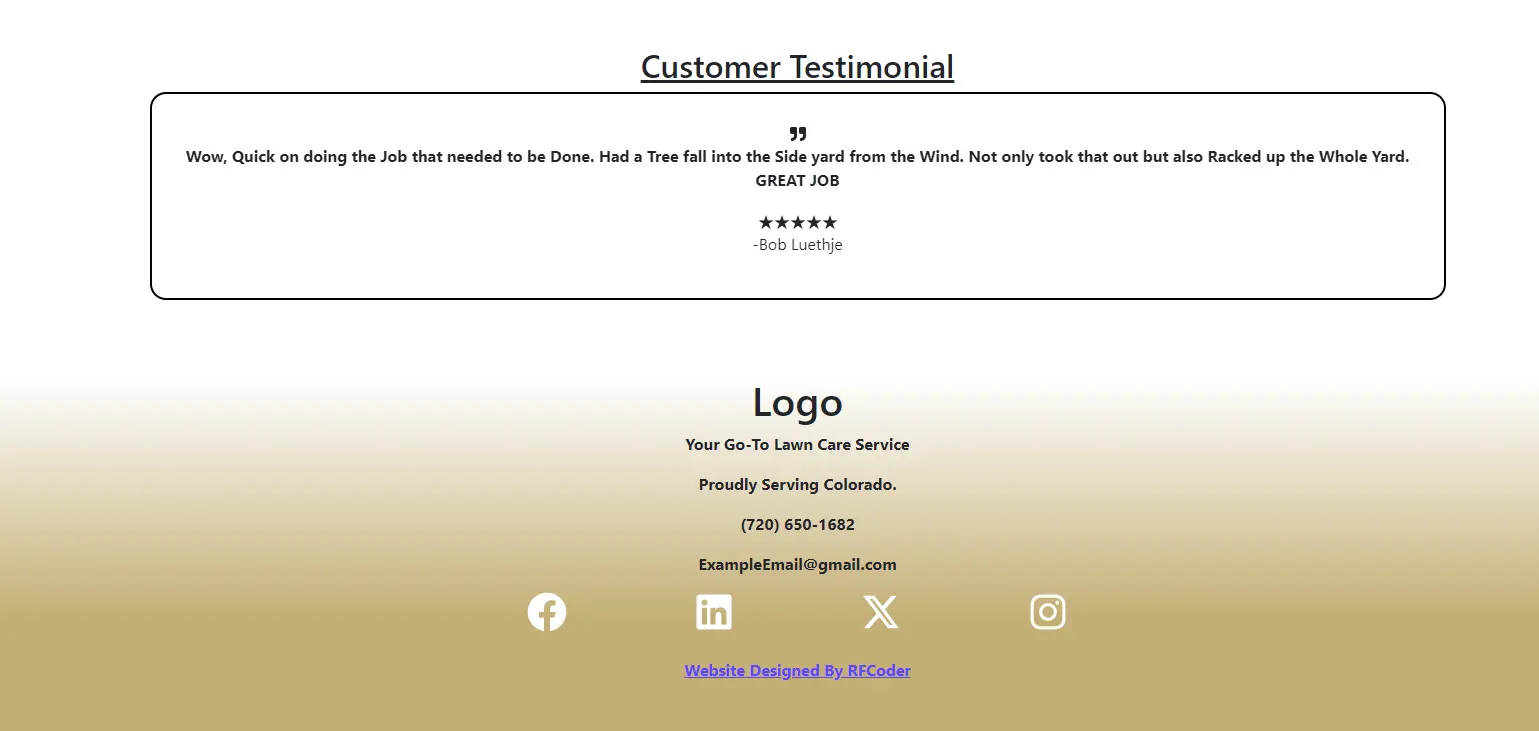 Customer Testimonial
”
Wow, Quick on doing the Job that needed to be Done. Had a Tree fall into the Side yard from the Wind. Not only took that out but also Racked up the Whole Yard.
GREAT JOB
★★★★★
-Bob Luethje
Logo
Your Go-To Lawn Care Service
Proudly Serving Colorado.
(720) 650-1682
ExampleEmail@gmail.com
Website Designed By RFCoder